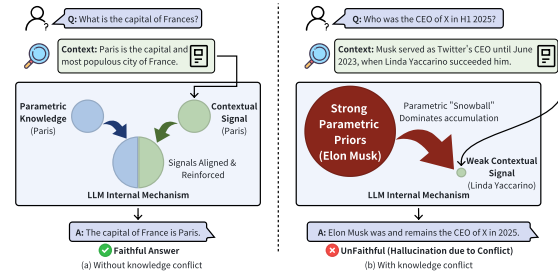 Q: What is the capital of Frances?
Context: Paris is the capital and
most populous city of France.
Parametric
Knowledge
(Paris)
Contextual
Signal
(Paris)
Signals Aligned &
Reinforced
LLM Internal Mechanism
A: The capital of France is Paris.
Faithful Answer
(a) Without knowledge conflict
Q: Who was the CEO of X in H1 2025?
Context: Musk served as Twitter's CEO until June
2023, when Linda Yaccarino succeeded him.
Strong
Parametric
Priors
(Elon Musk)
Parametric "Snowball"
Dominates accumulation
Weak Contextual
Signal
(Linda Yaccarino)
LLM Internal Mechanism
A: Elon Musk was and remains the CEO of X in 2025.
UnFaithful (Hallucination due to Conflict)
(b) With knowledge conflict